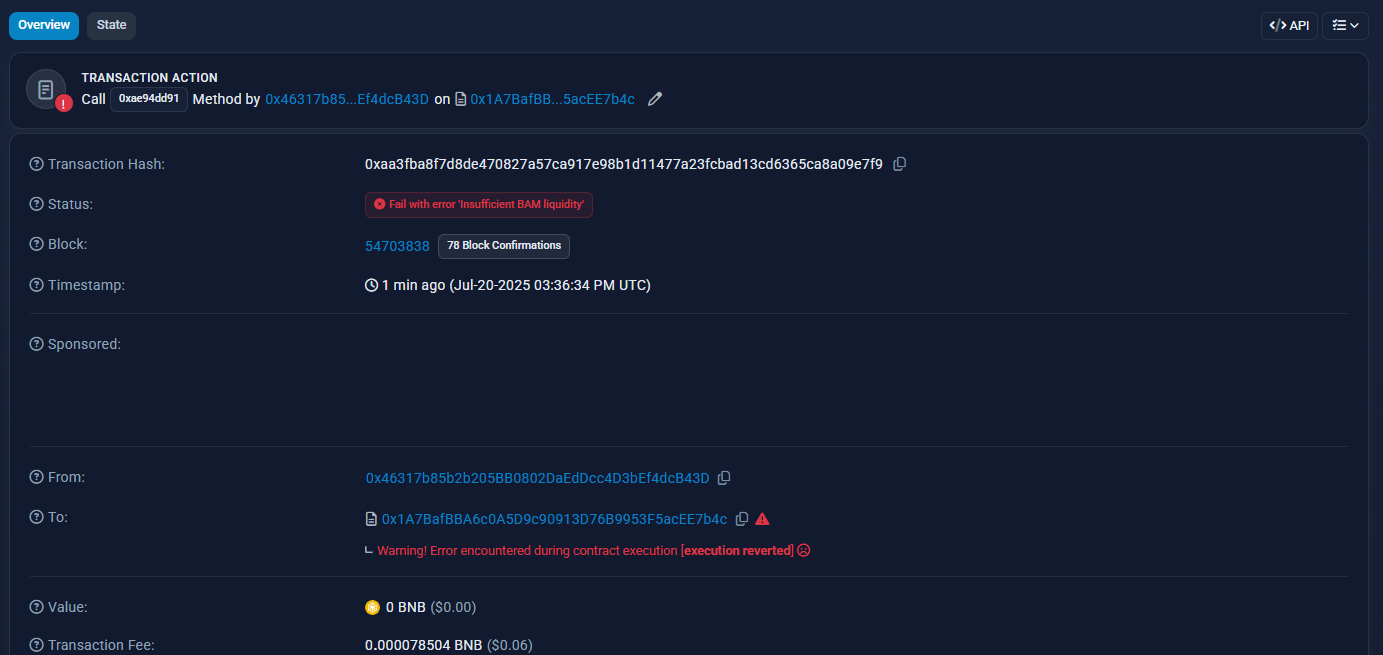 Overview State </> API
TRANSACTION ACTION
Call 0xae94dd91 Method by 0x46317b85...Ef4dcB43D on 0x1A7BafBB...5acEE7b4c
Transaction Hash: 0xaa3fba8f7d8de470827a57ca917e98b1d11477a23fcbad13cd6365ca8a09e7f9
Status: Fail with error 'Insufficient BAM liquidity'
Block: 54703838 78 Block Confirmations
Timestamp: 1 min ago (Jul-20-2025 03:36:34 PM UTC)
Sponsored:
From: 0x46317b85b2b205BB0802DaEdDcc4D3bEf4dcB43D
To: 0x1A7BafBBA6c0A5D9c90913D76B9953F5acEE7b4c
Warning! Error encountered during contract execution [execution reverted]
Value: 0 BNB ($0.00)
Transaction Fee: 0.000078504 BNB ($0.06)